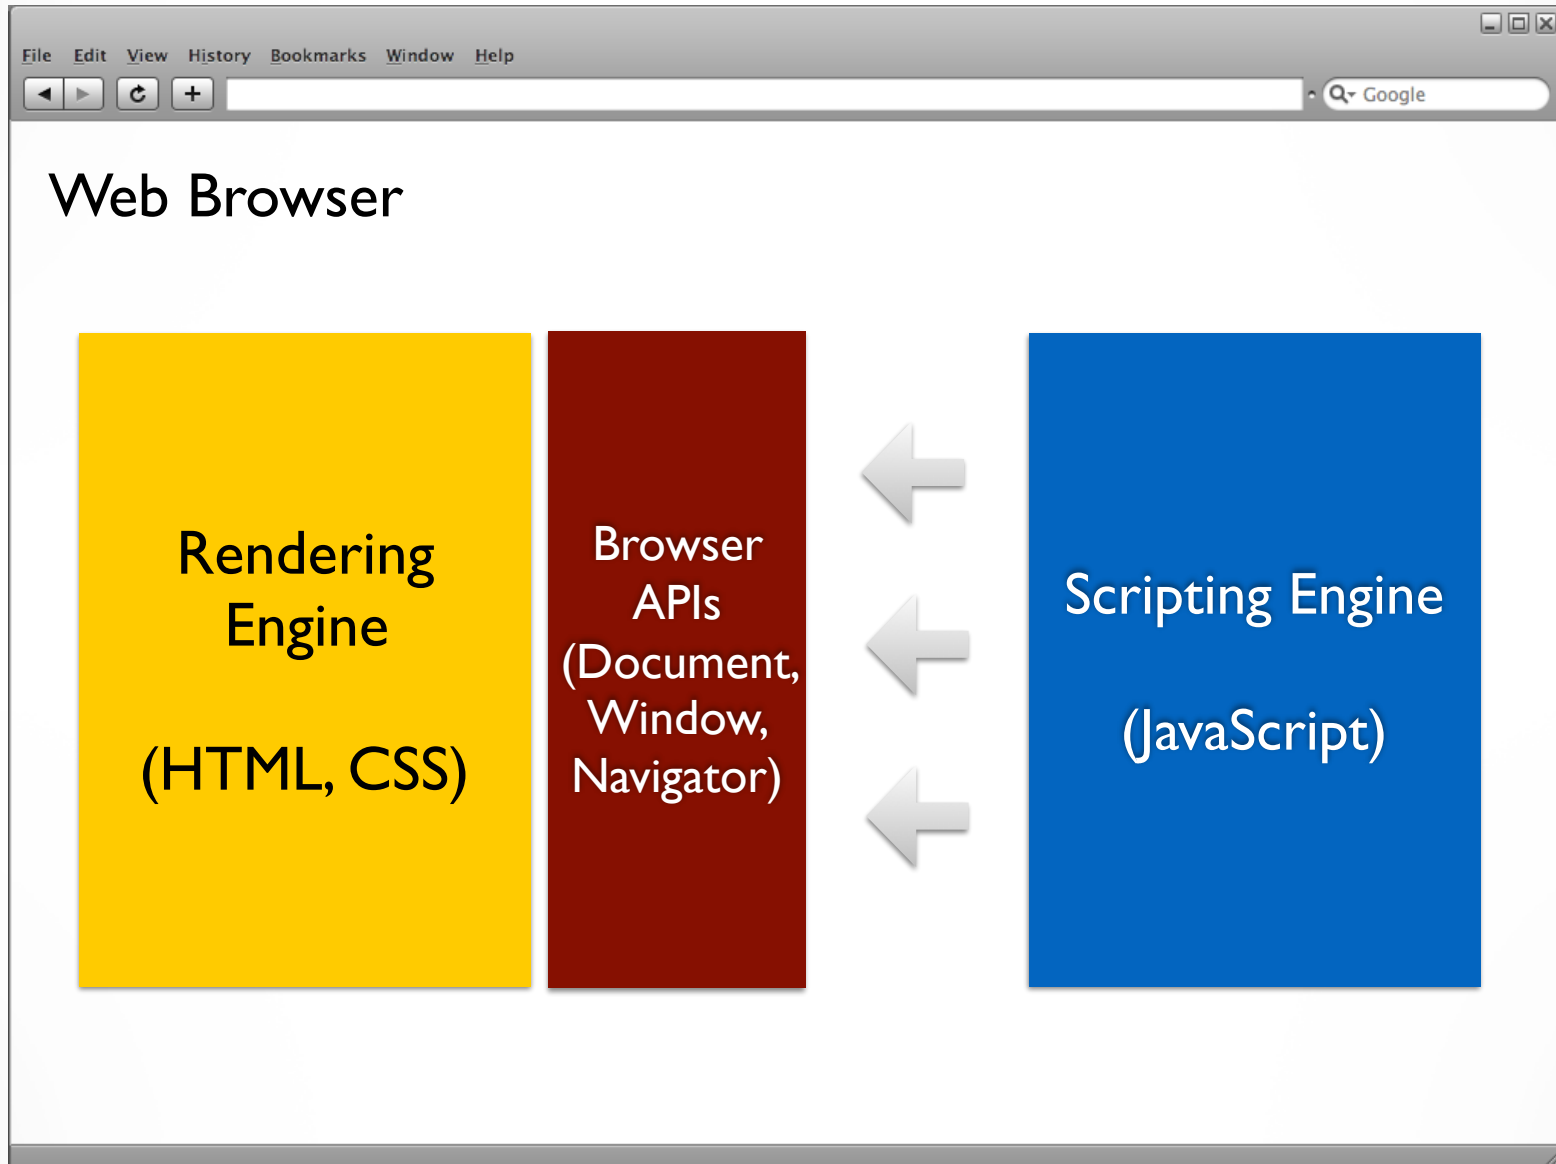 File Edit View History Bookmarks Window Help
Google
Web Browser
Rendering
Engine
(HTML, CSS)
Browser
APIs
(Document,
Window,
Navigator)
Scripting Engine
(JavaScript)